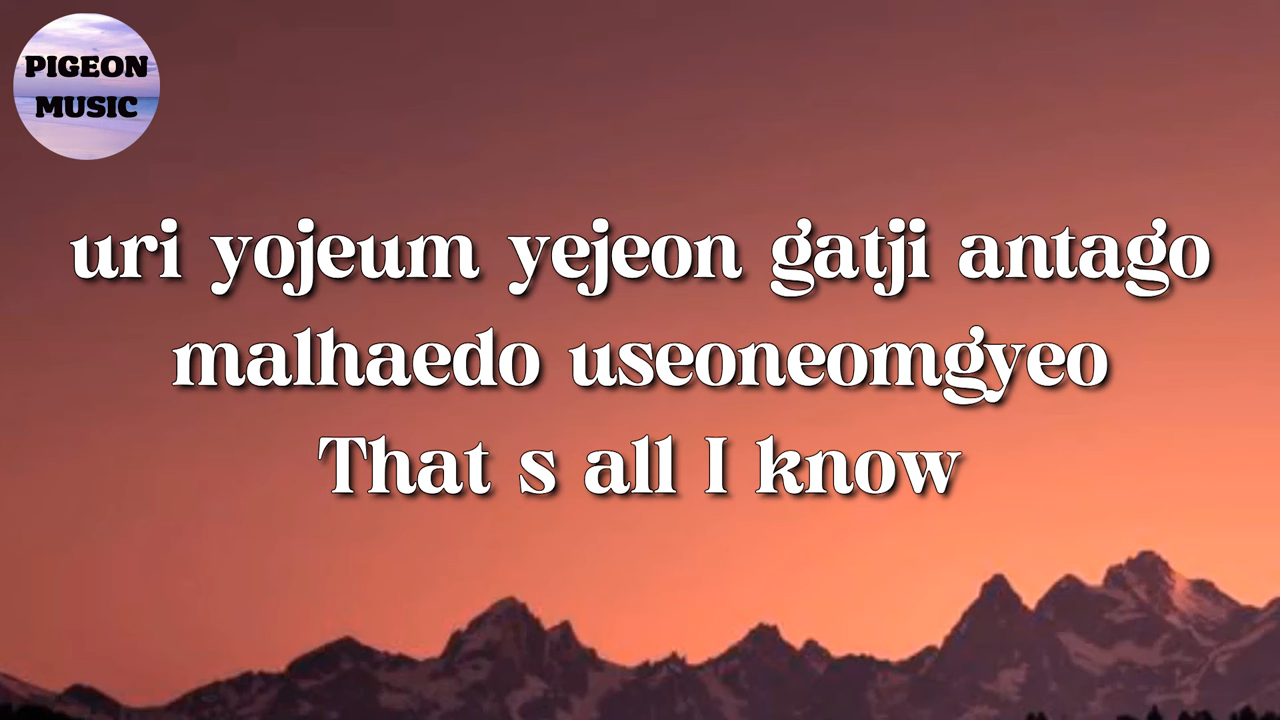 PIGEON
MUSIC
uri yojeum yejeon gatji antago
malhaedo useoneomgyeo
That s all I know